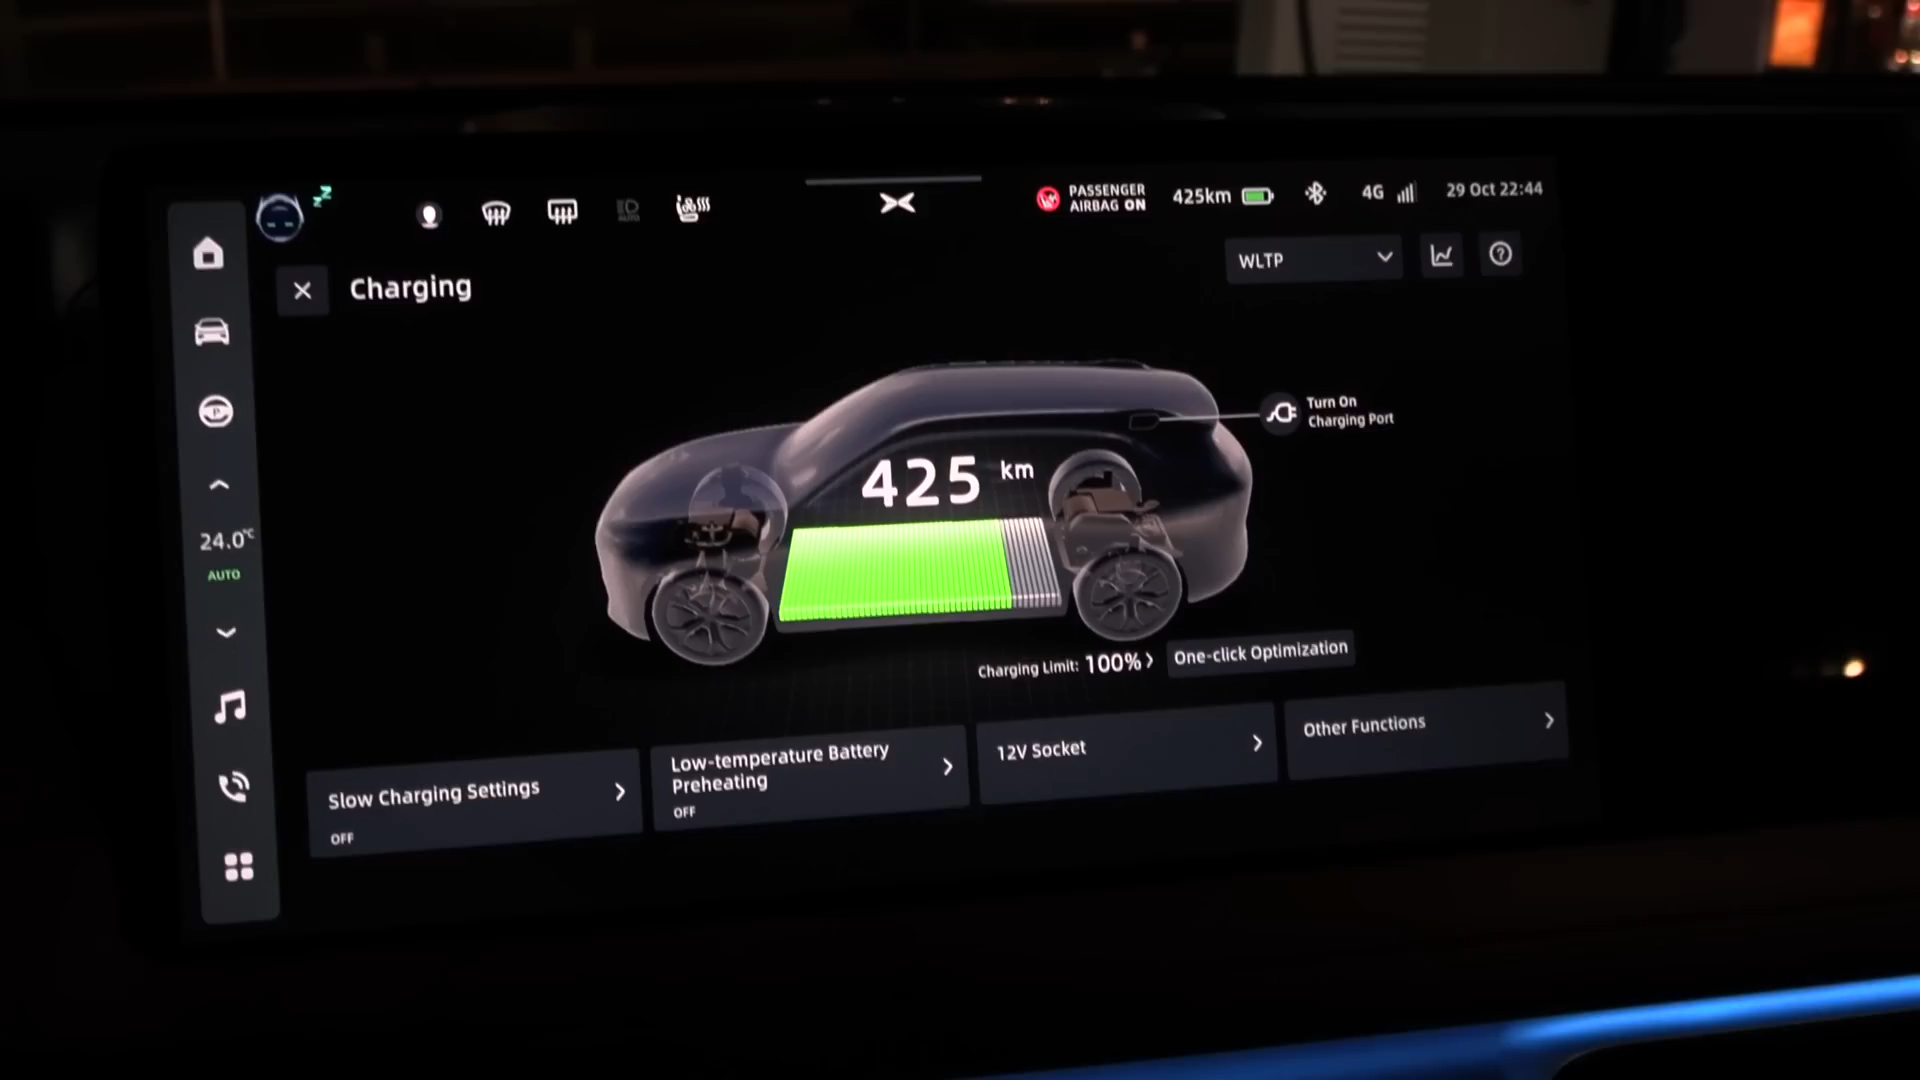 PASSENGER
AIRBAG ON
425km
4G
29 Oct 22:44
Charging
WLTP
Turn On
Charging Port
425 km
24.0℃
AUTO
Charging Limit: 100%
One-click Optimization
Slow Charging Settings
OFF
Low-temperature Battery
Preheating
OFF
12V Socket
Other Functions